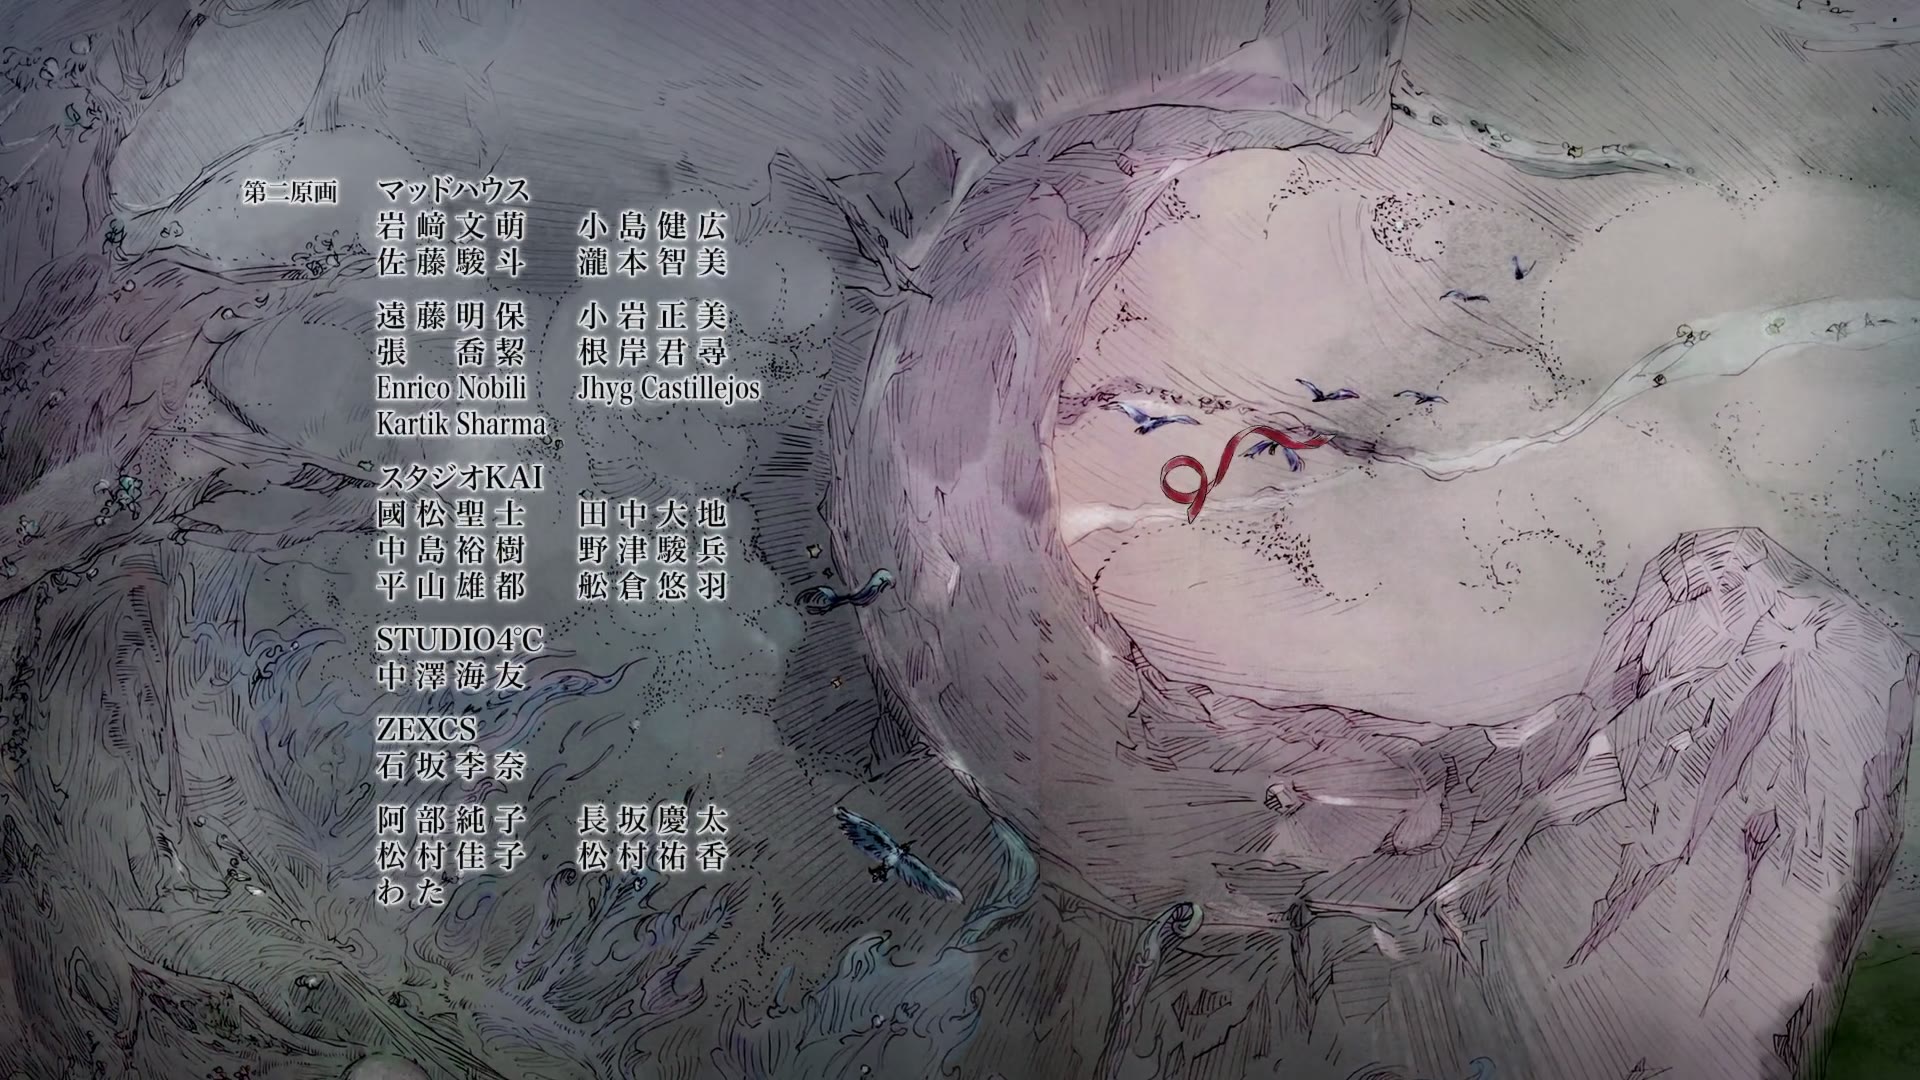 第二原画 マッドハウス
岩﨑文萌 小島健広
佐藤駿斗 瀧本智美
遠藤明保 小岩正美
張 喬絜 根岸君尋
Enrico Nobili Jhyg Castillejos
Kartik Sharma
スタジオKAI
國松聖士 田中大地
中島裕樹 野津駿兵
平山雄都 舩倉悠羽
STUDIO4℃
中澤海友
ZEXCS
石坂季奈
阿部純子 長坂慶太
松村佳子 松村祐香
わた